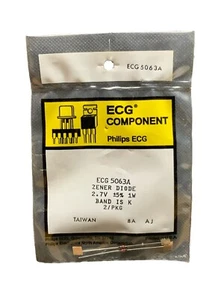 ECG 5063A
ECG®
COMPONENT
Philips ECG
ECG 5063A
ZENER DIODE
2.7V ±5% 1W
BAND IS K
2/PKG
TAIWAN 8A AJ